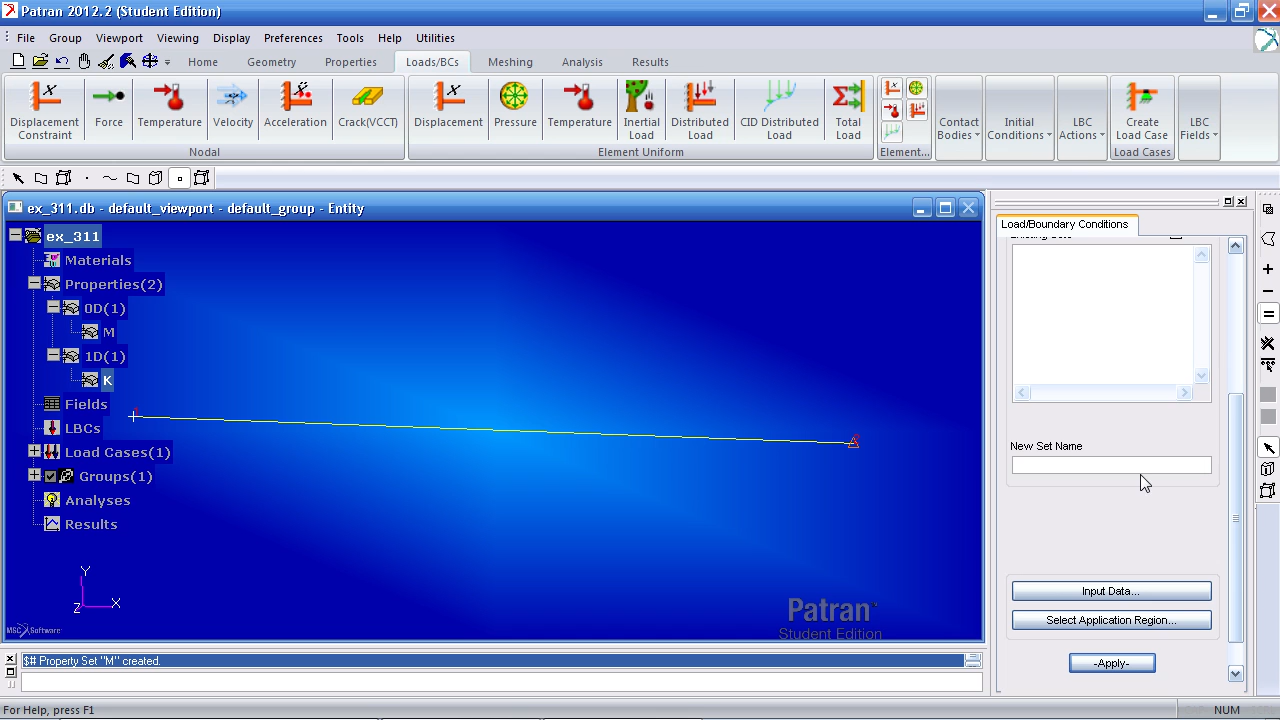 Patran 2012.2 (Student Edition)
File Group Viewport Viewing Display Preferences Tools Help Utilities
Home Geometry Properties Loads/BCs Meshing Analysis Results
Displacement Constraint
Force
Temperatu
elocity
Acceleration
Crack(VCCT)
Displacement
Pressure
Temperature
Inertial Load
Distributed Load
CID Distributed Load
Total Load
Contact Bodies
Initial Conditions
LBC Actions
Create Load Case
LBC Fields
Nodal
Element Uniform
Element...
Load Cases
ex_311.db - default_viewport - default_group - Entity
ex_311
Materials
Properties(2)
0D(1)
M
1D(1)
K
Fields
LBCs
Load Cases(1)
Groups(1)
Analyses
Results
Y
X
Z
MSC Software
Patran™
Student Edition
Load/Boundary Conditions
New Set Name
Input Data...
Select Application Region...
-Apply-
$# Property Set "M" created.
For Help, press F1
NUM